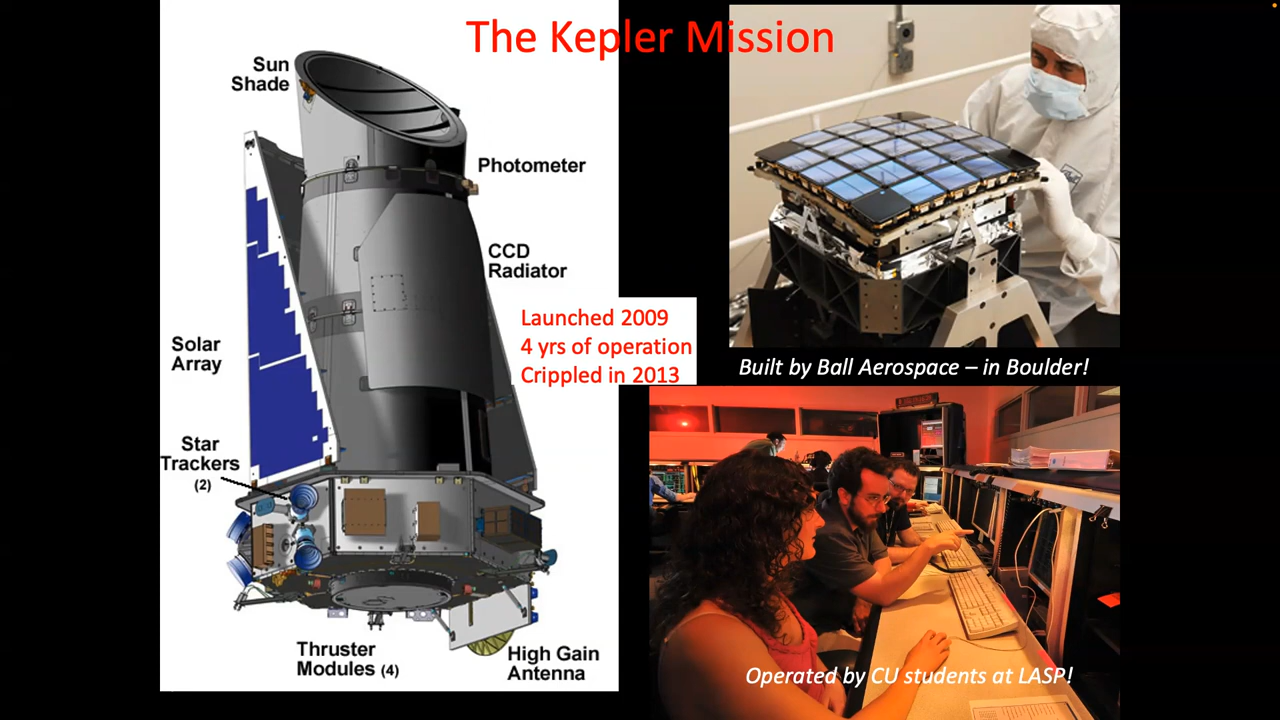 The Kepler Mission
Sun
Shade
Photometer
CCD
Radiator
Launched 2009
4 yrs of operation
Crippled in 2013
Solar
Array
Star
Trackers
(2)
Thruster
Modules (4)
High Gain
Antenna
Built by Ball Aerospace – in Boulder!
Operated by CU students at LASP!